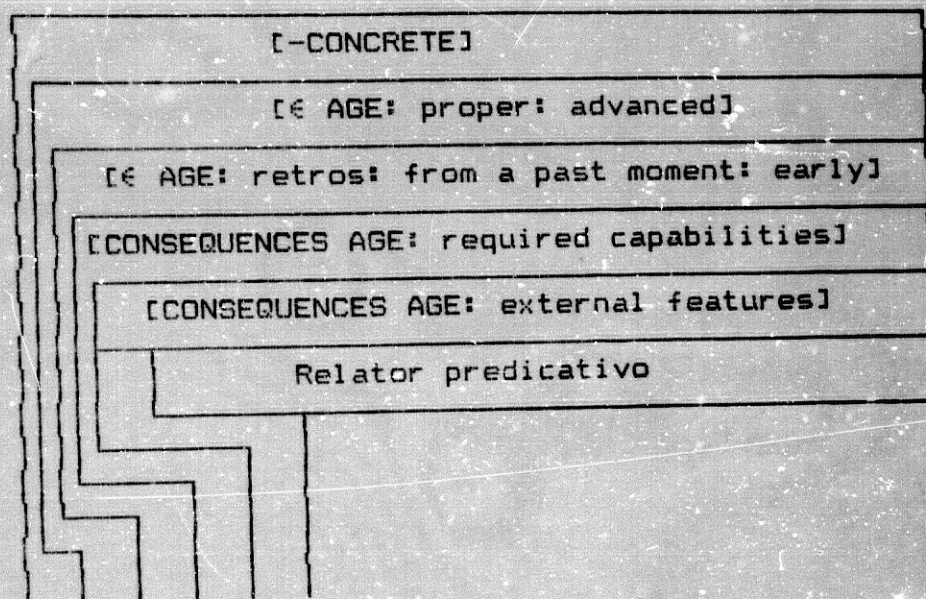 [-CONCRETE]
[∈ AGE: proper: advanced]
[∈ AGE: retros: from a past moment: early]
[CONSEQUENCES AGE: required capabilities]
[CONSEQUENCES AGE: external features]
Relator predicativo